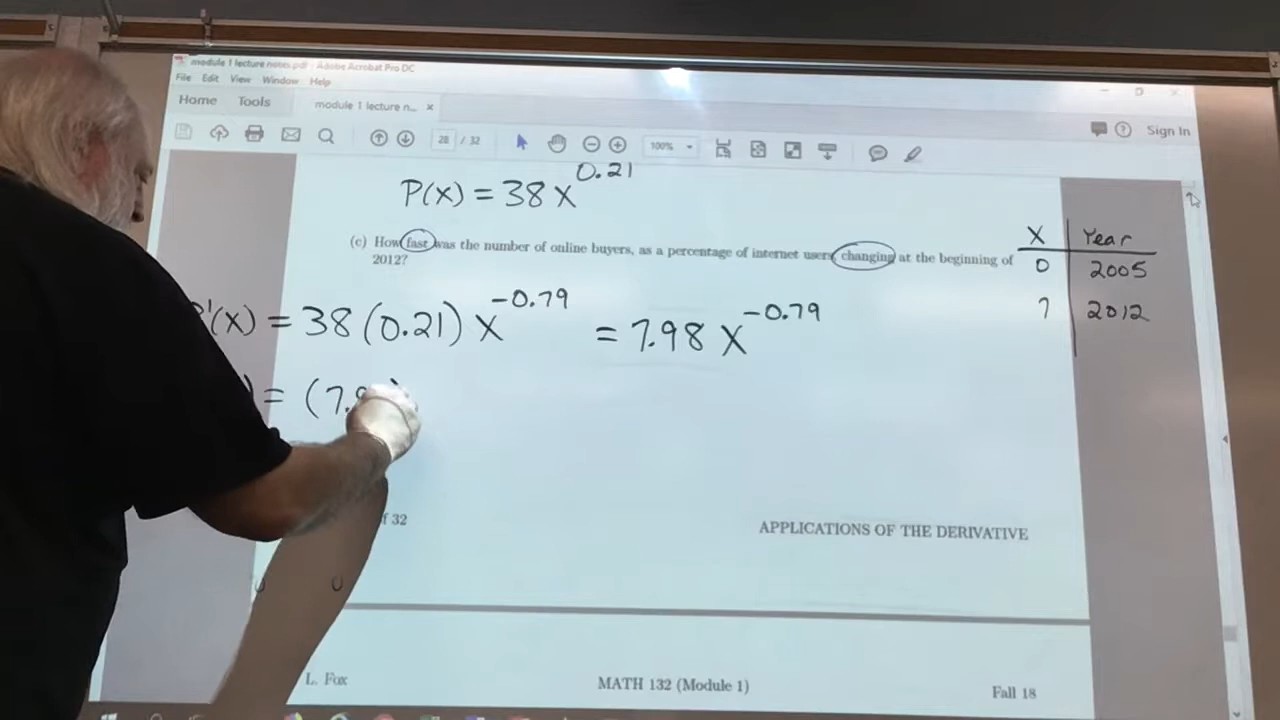 module 1 lecture notes.pdf - Adobe Acrobat Pro DC
File Edit View Window Help
Home Tools module 1 lecture n... ×
28 / 32 100% Sign In
P(x) = 38x^0.21
(c) How fast was the number of online buyers, as a percentage of internet users, changing at the beginning of
2012?
X Year
0 2005
7 2012
'(x) = 38(0.21)x^-0.79 = 7.98x^-0.79
) = (7.
f 32
APPLICATIONS OF THE DERIVATIVE
L. Fox MATH 132 (Module 1) Fall 18